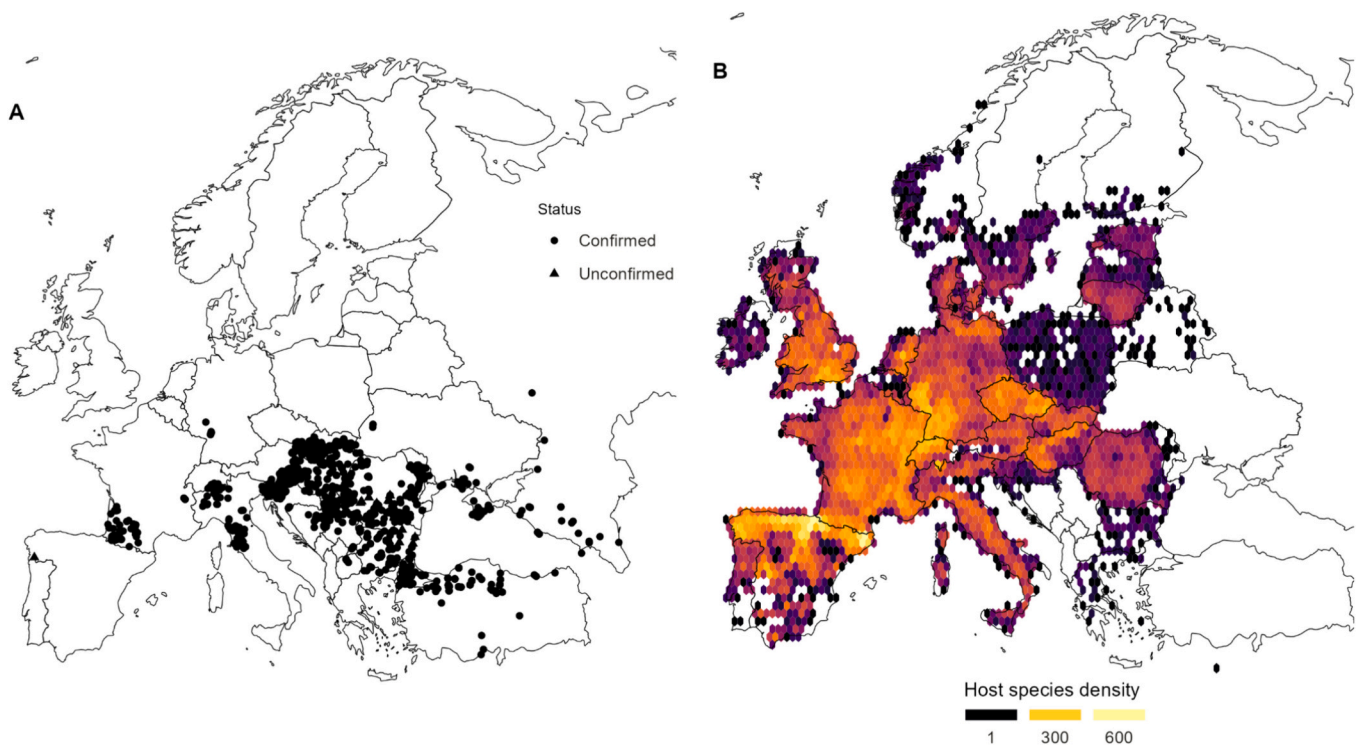 A
Status
Confirmed
Unconfirmed
B
Host species density
1 300 600